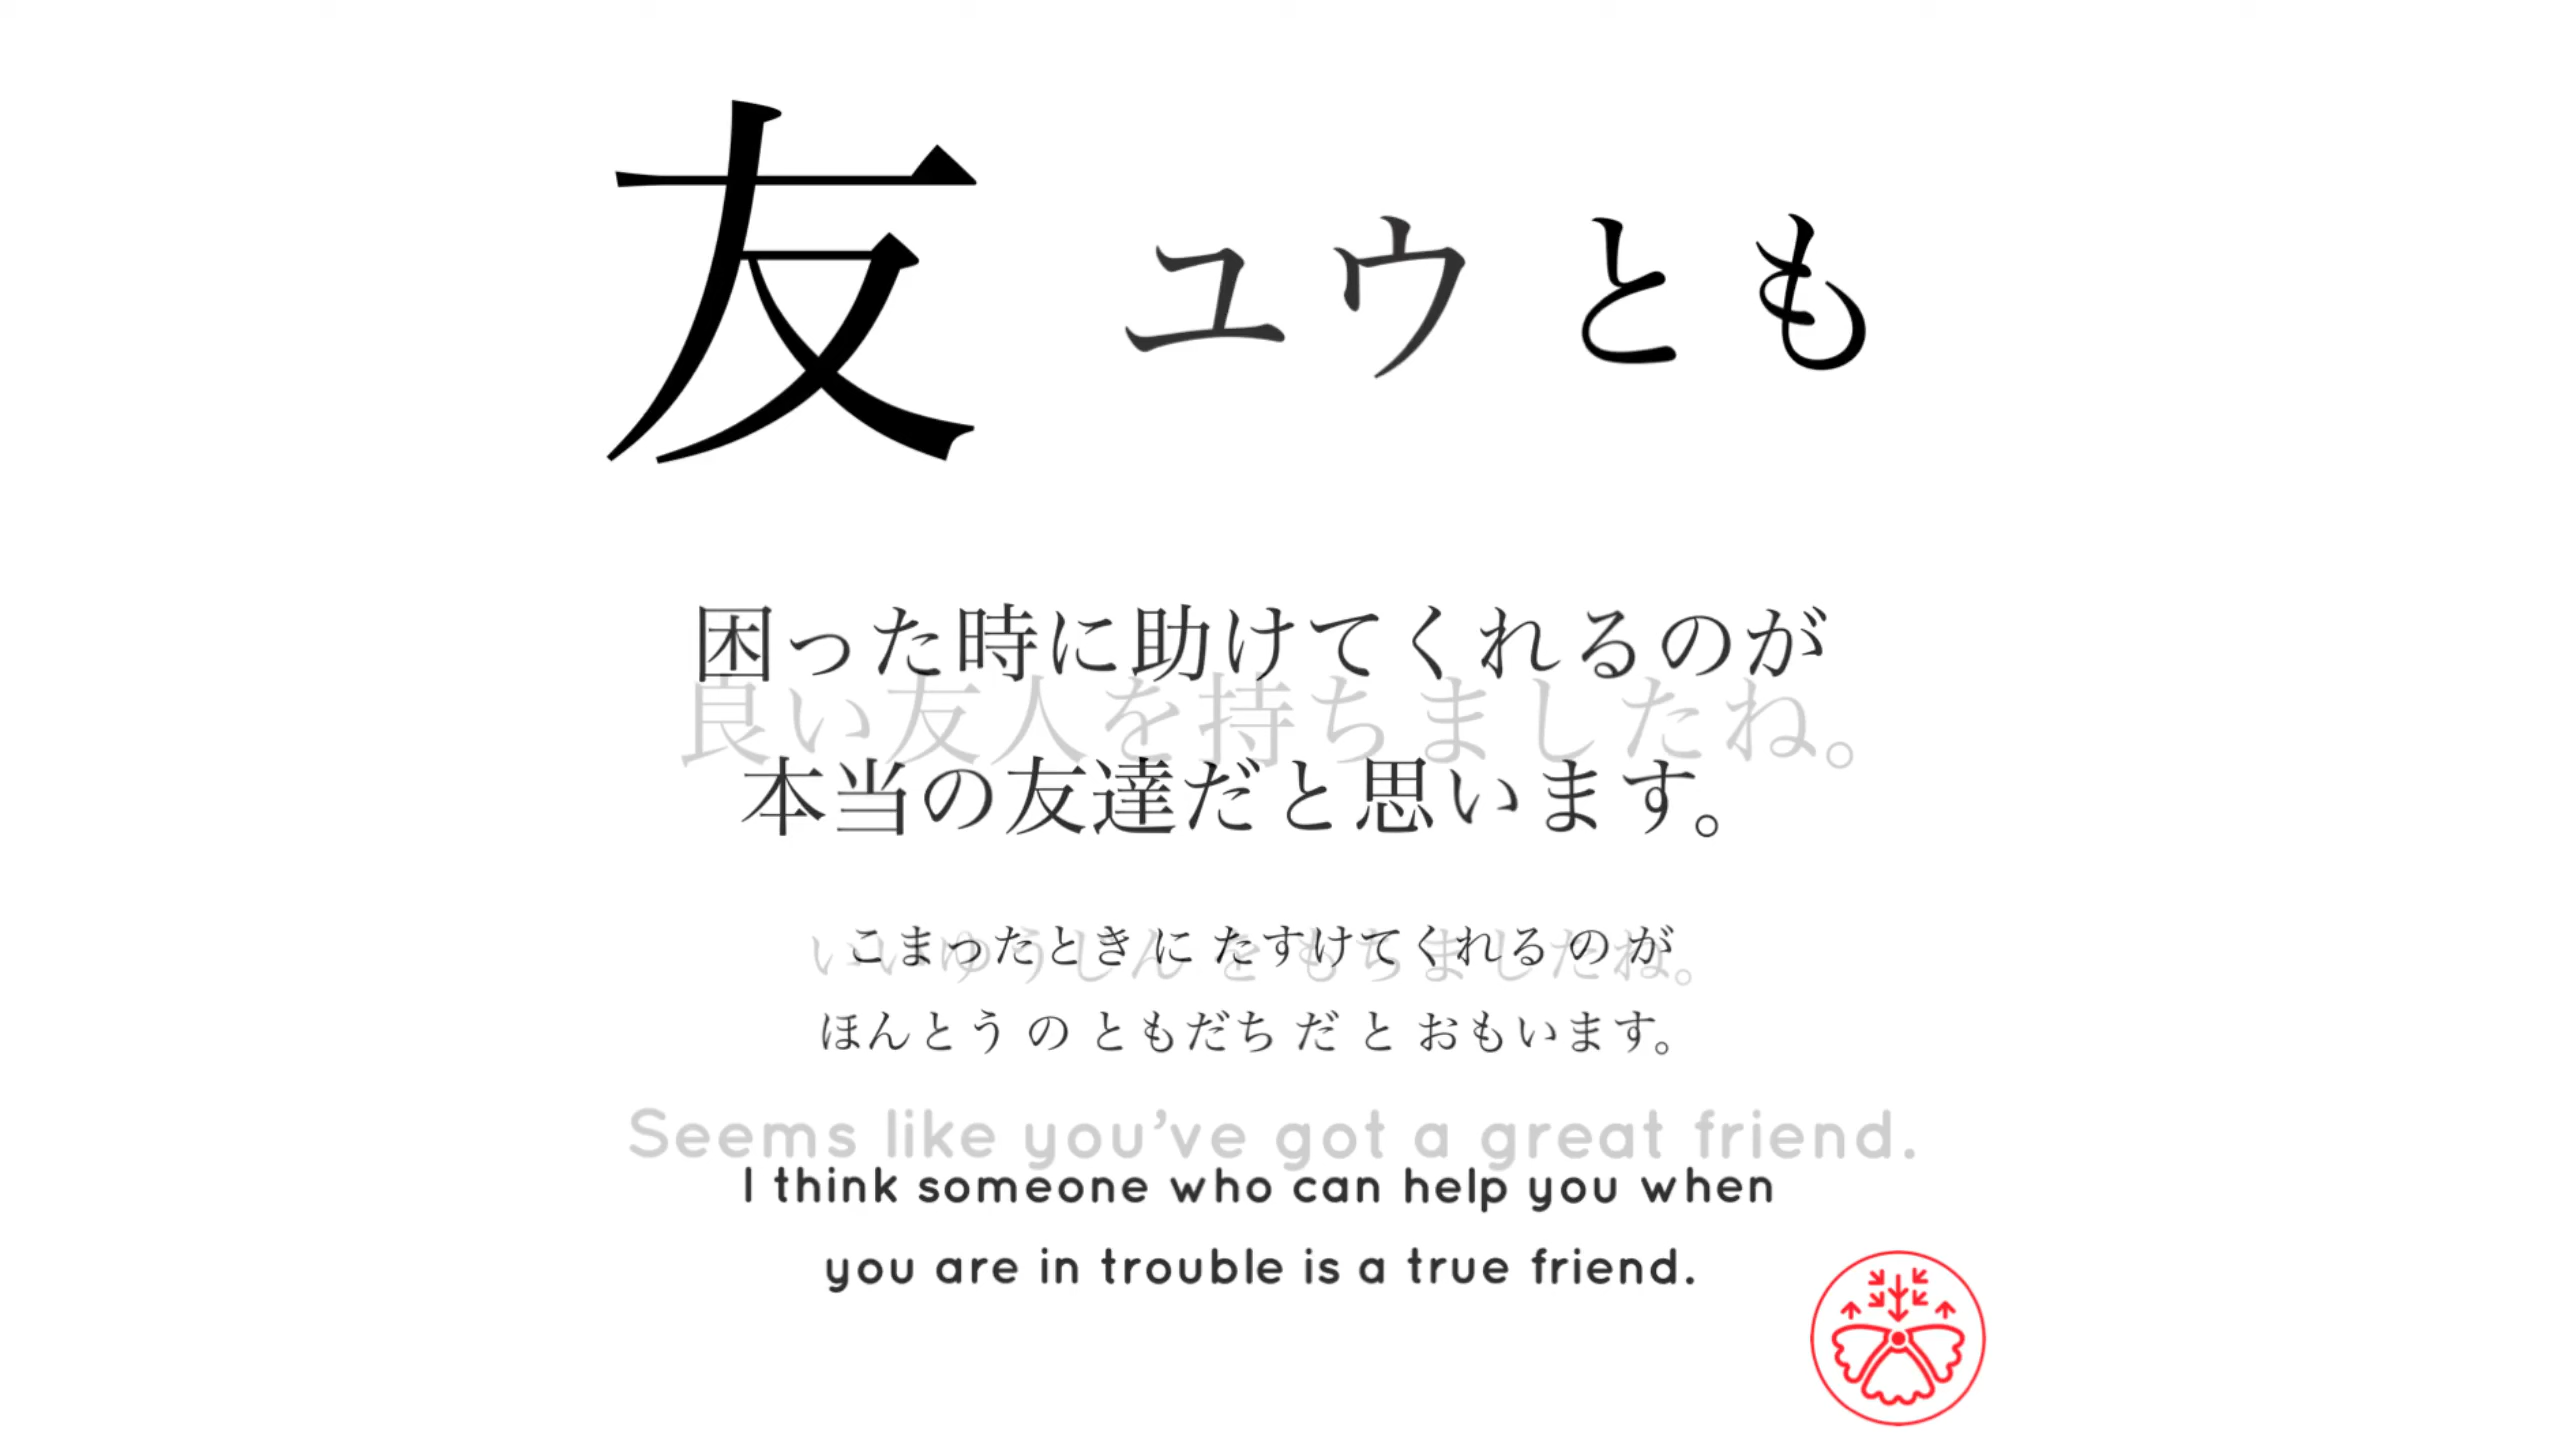 友 ユウ とも
困った時に助けてくれるのが
良い友人を持ちましたね。
本当の友達だと思います。
こまったときに たすけてくれる の が
いい ゆうじん を もちましたね。
ほんとう の ともだち だ と おもいます。
Seems like you've got a great friend.
I think someone who can help you when
you are in trouble is a true friend.